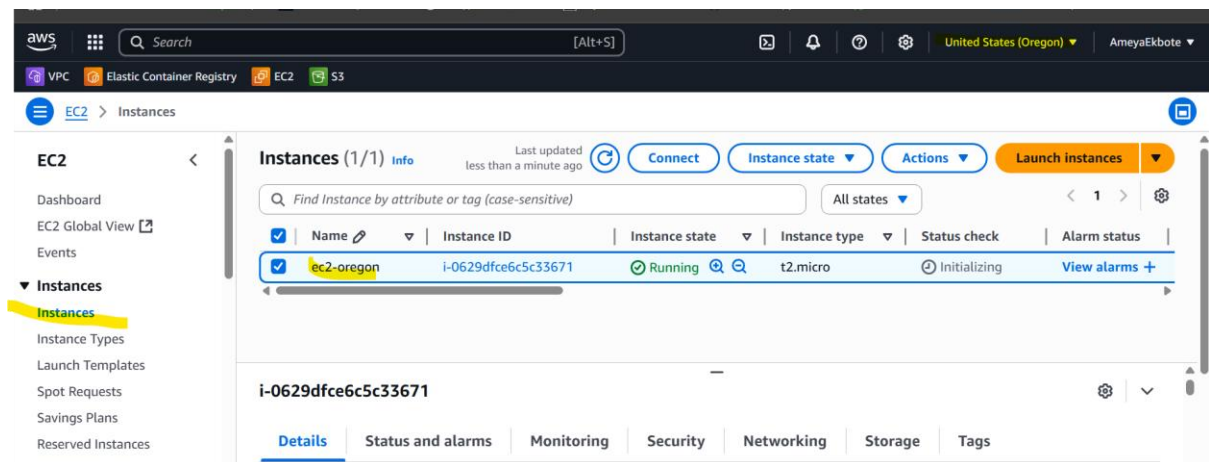 aws
Search [Alt+S]
United States (Oregon) ▼
AmeyaEkbote ▼
VPC
Elastic Container Registry
EC2
S3
EC2 > Instances
EC2
Dashboard
EC2 Global View
Events
▼ Instances
Instances
Instance Types
Launch Templates
Spot Requests
Savings Plans
Reserved Instances
Instances (1/1) Info
Last updated
less than a minute ago
Connect
Instance state ▼
Actions ▼
Launch instances ▼
Find Instance by attribute or tag (case-sensitive)
All states ▼
< 1 >
Name
Instance ID
Instance state
Instance type
Status check
Alarm status
ec2-oregon
i-0629dfce6c5c33671
Running
t2.micro
Initializing
View alarms +
i-0629dfce6c5c33671
Details
Status and alarms
Monitoring
Security
Networking
Storage
Tags